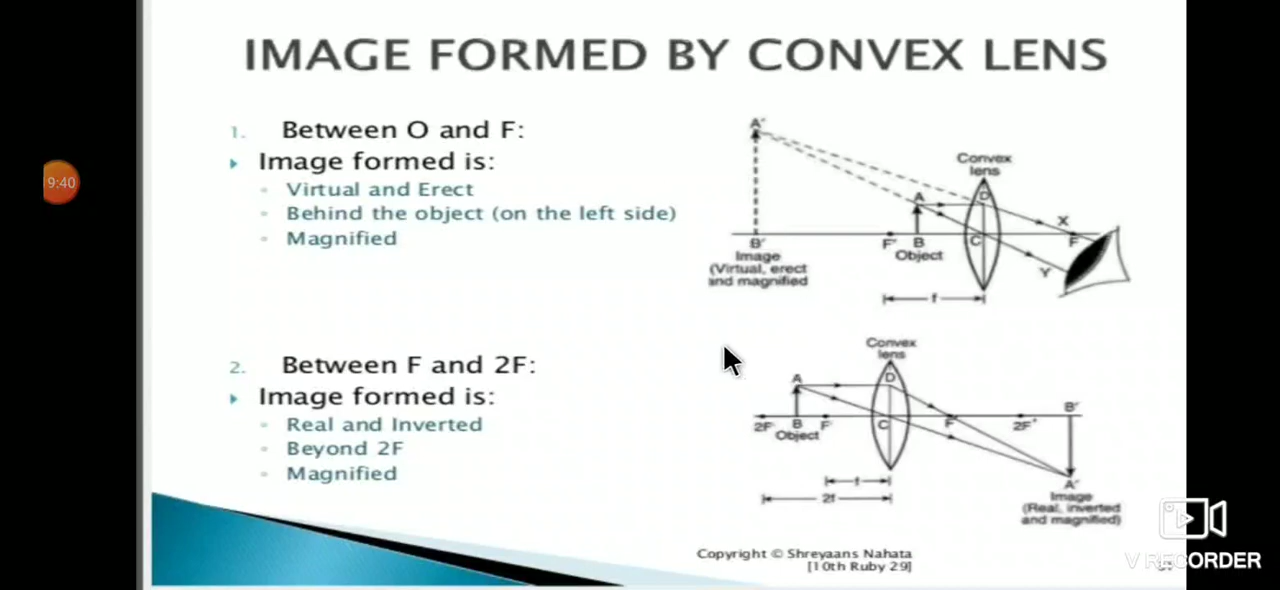 IMAGE FORMED BY CONVEX LENS
9:40
1. Between O and F:
Image formed is:
Virtual and Erect
Behind the object (on the left side)
Magnified
A'
Convex
lens
A
D
X
B'
F'
B
C
F
Image
(Virtual, erect
and magnified
Object
Y
f
2. Between F and 2F:
Image formed is:
Real and Inverted
Beyond 2F
Magnified
Convex
lens
A
D
B'
2F
B
F
C
F
2F'
Object
A'
f
2f
Image
(Real, inverted
and magnified)
Copyright © Shreyaans Nahata
[10th Ruby 29]
V RECORDER